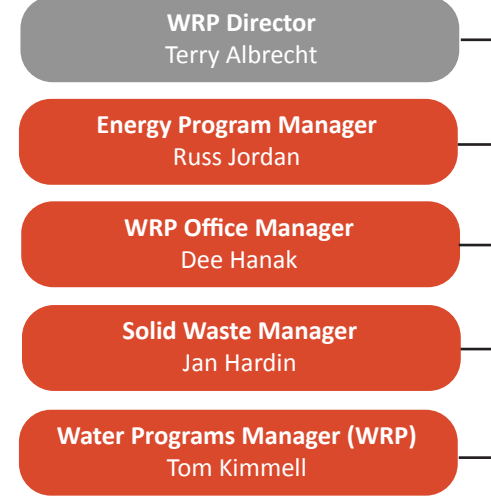 WRP Director
Terry Albrecht
Energy Program Manager
Russ Jordan
WRP Office Manager
Dee Hanak
Solid Waste Manager
Jan Hardin
Water Programs Manager (WRP)
Tom Kimmell